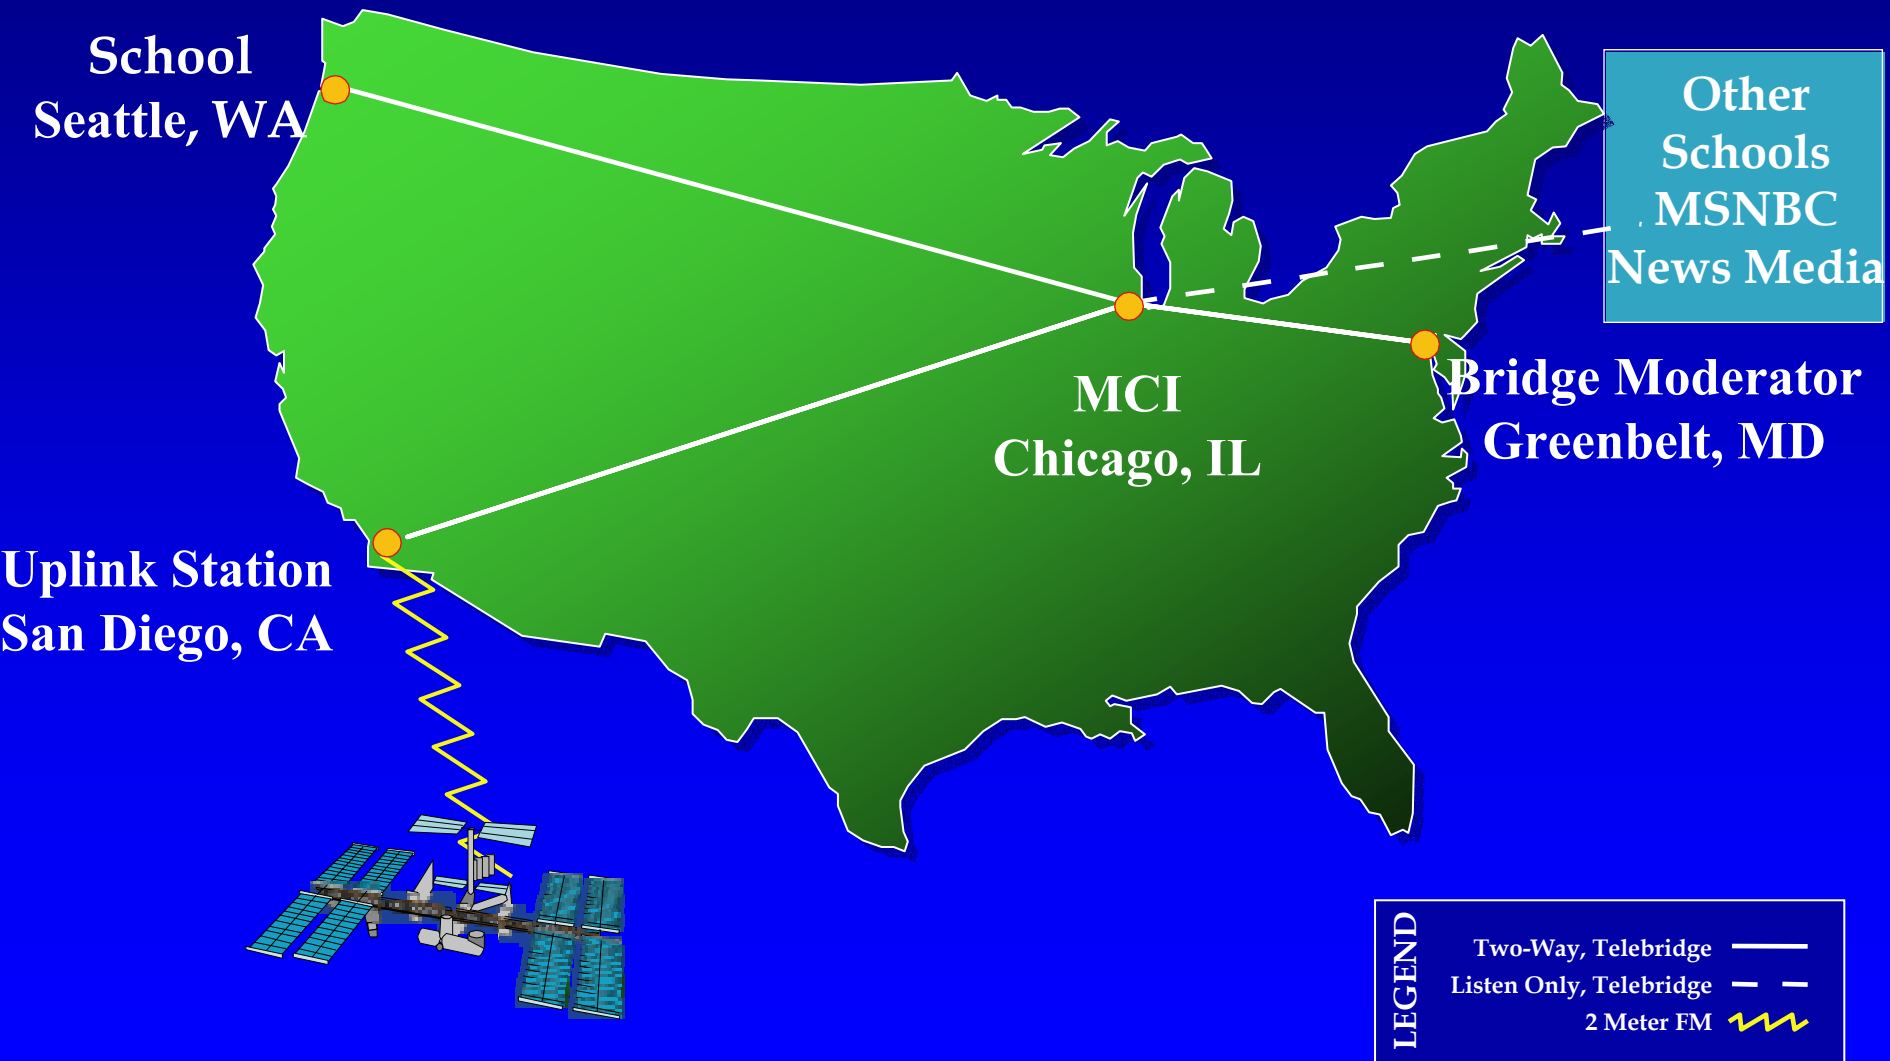 School
Seattle, WA
Other
Schools
MSNBC
News Media
MCI
Chicago, IL
Bridge Moderator
Greenbelt, MD
Uplink Station
San Diego, CA
LEGEND
Two-Way, Telebridge
Listen Only, Telebridge
2 Meter FM